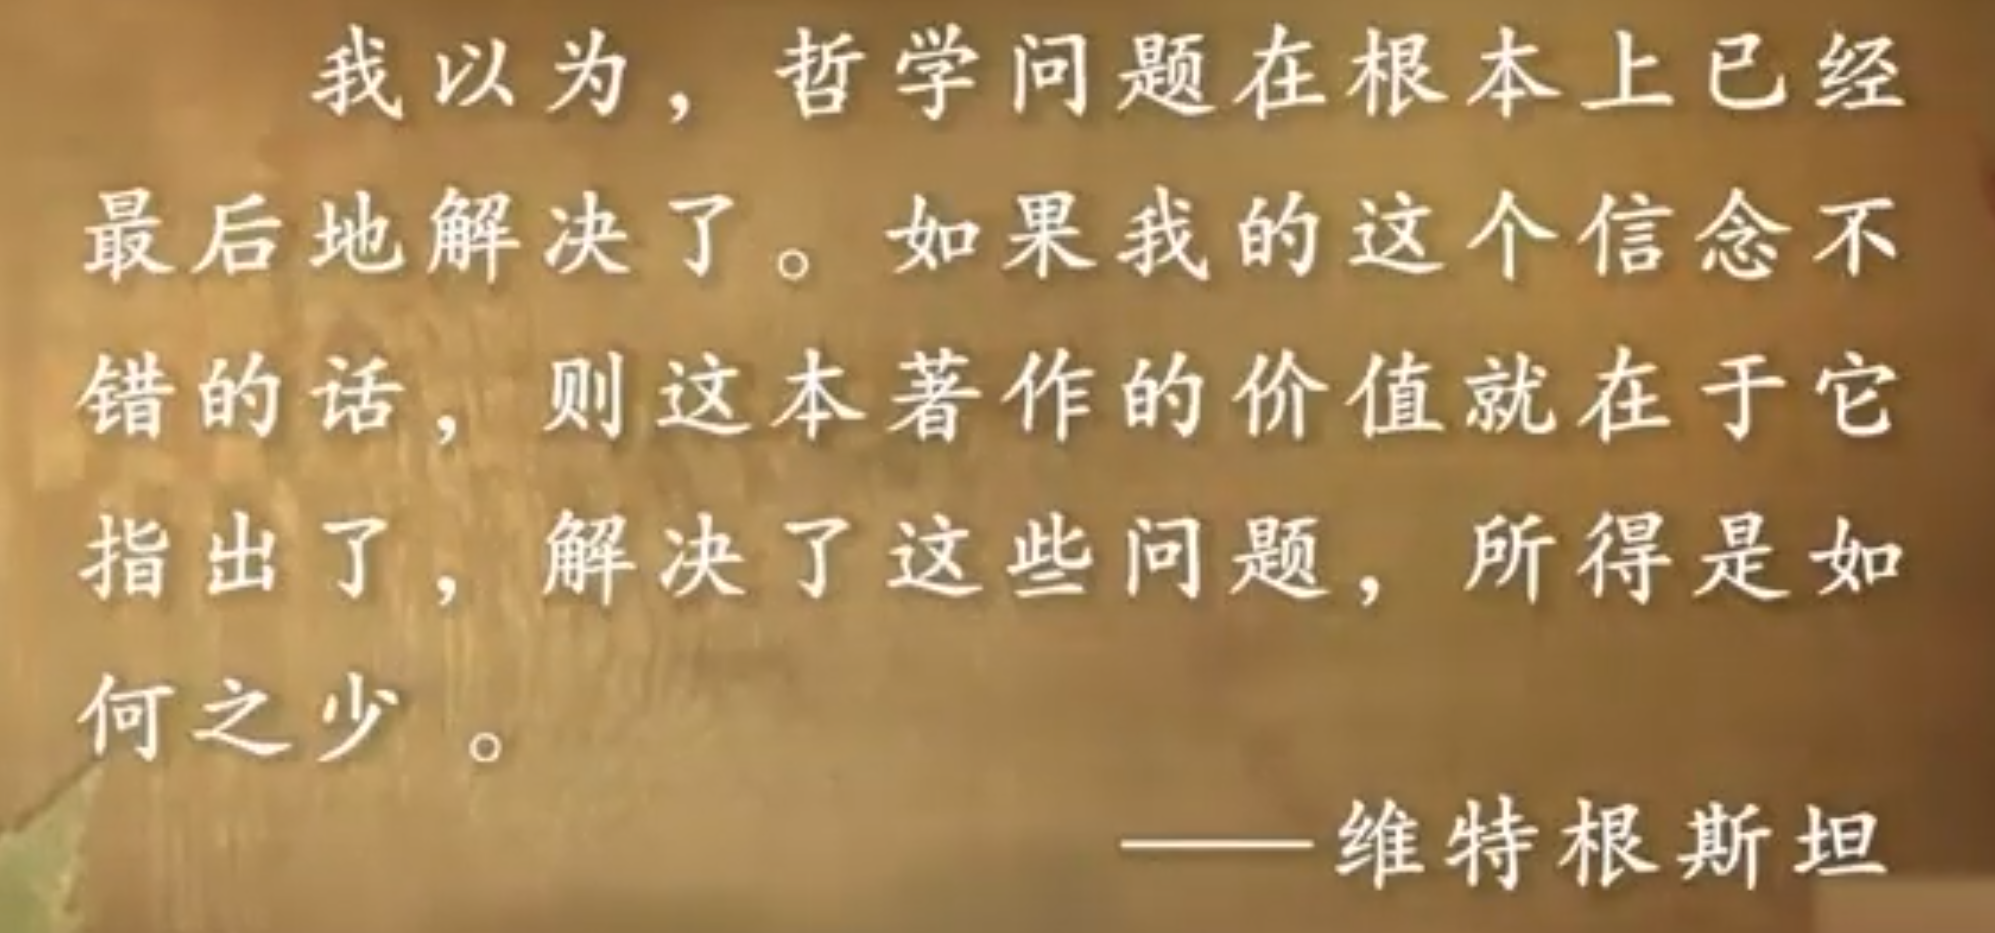 我以为，哲学问题在根本上已经
最后地解决了。如果我的这个信念不
错的话，则这本著作的价值就在于它
指出了，解决了这些问题，所得是如
何之少 。
——维特根斯坦